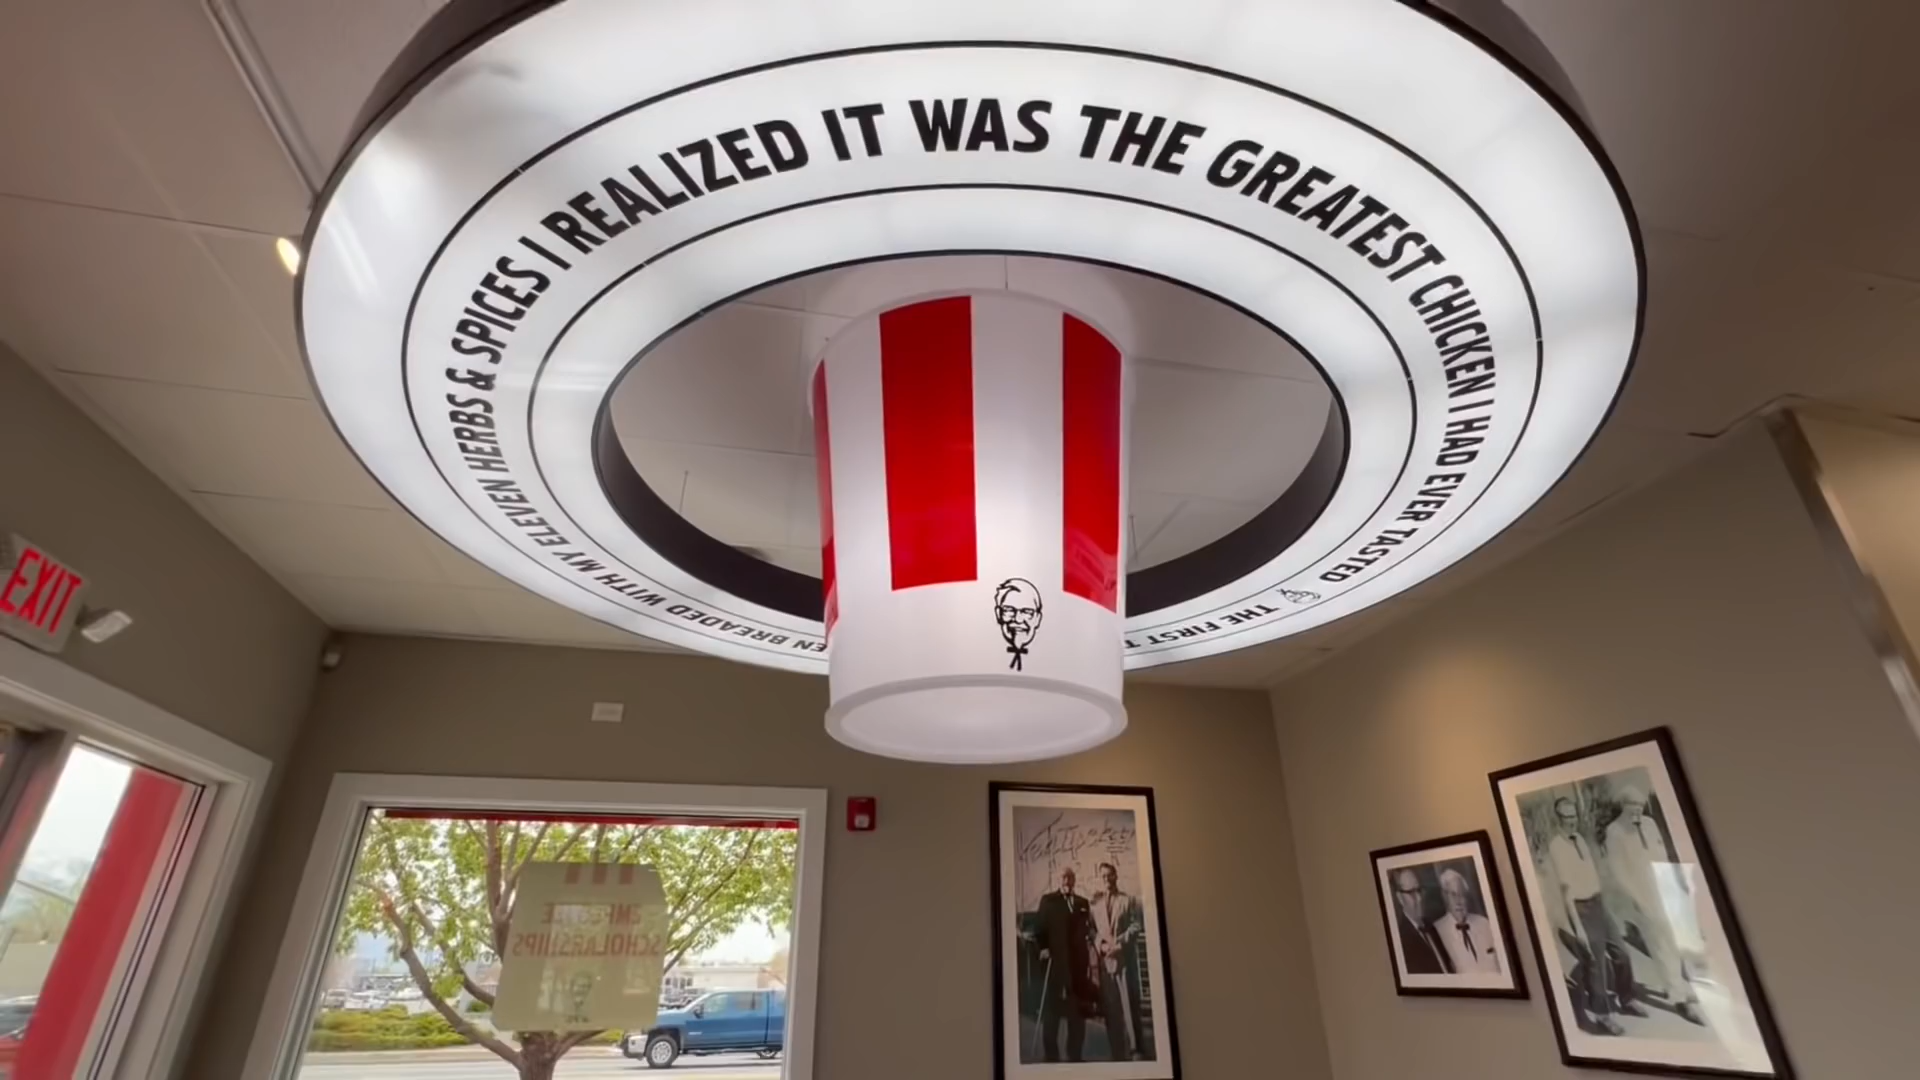 THE FIRST
EN BREADED WITH MY ELEVEN HERBS & SPICES I REALIZED IT WAS THE GREATEST CHICKEN I HAD EVER TASTED
EXIT
EMPLOYEE
SCHOLARSHIPS